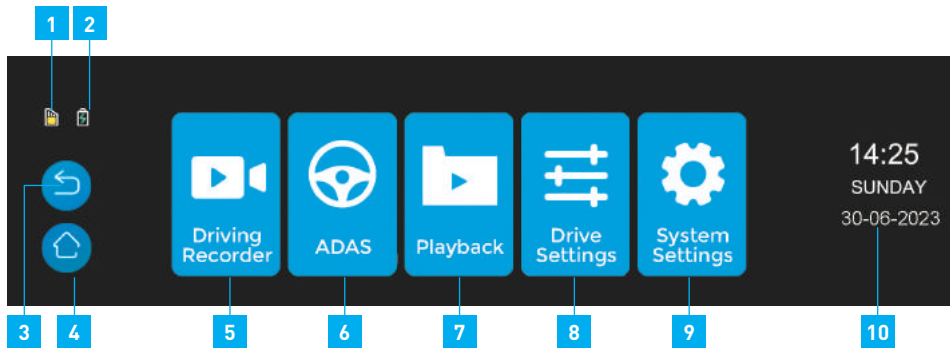 1 2
14:25
SUNDAY
30-06-2023
Driving
Recorder
ADAS
Playback
Drive
Settings
System
Settings
3 4 5 6 7 8 9 10